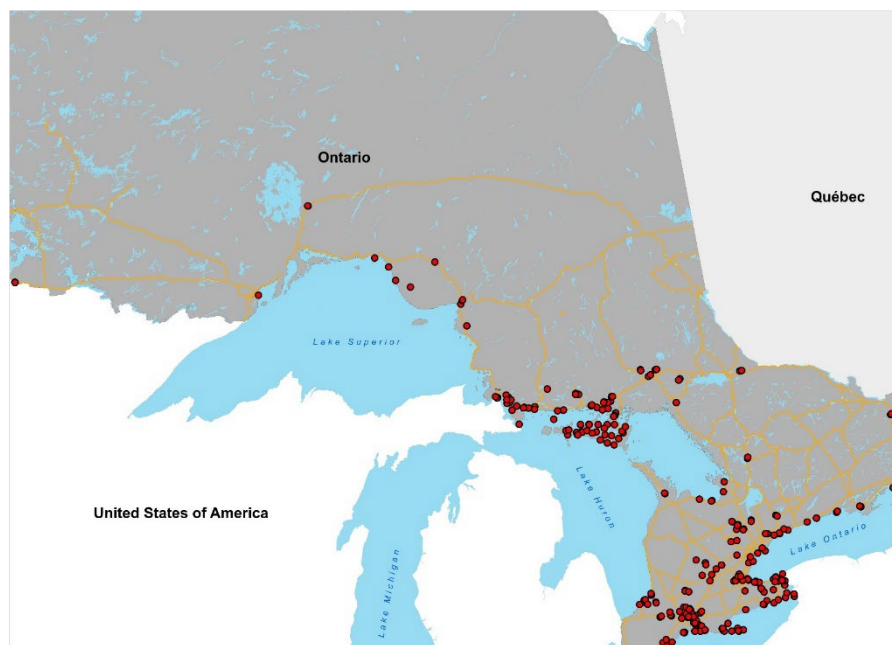 Ontario
Québec
Lake Superior
United States of America
Lake Huron
Lake Michigan
Lake Ontario